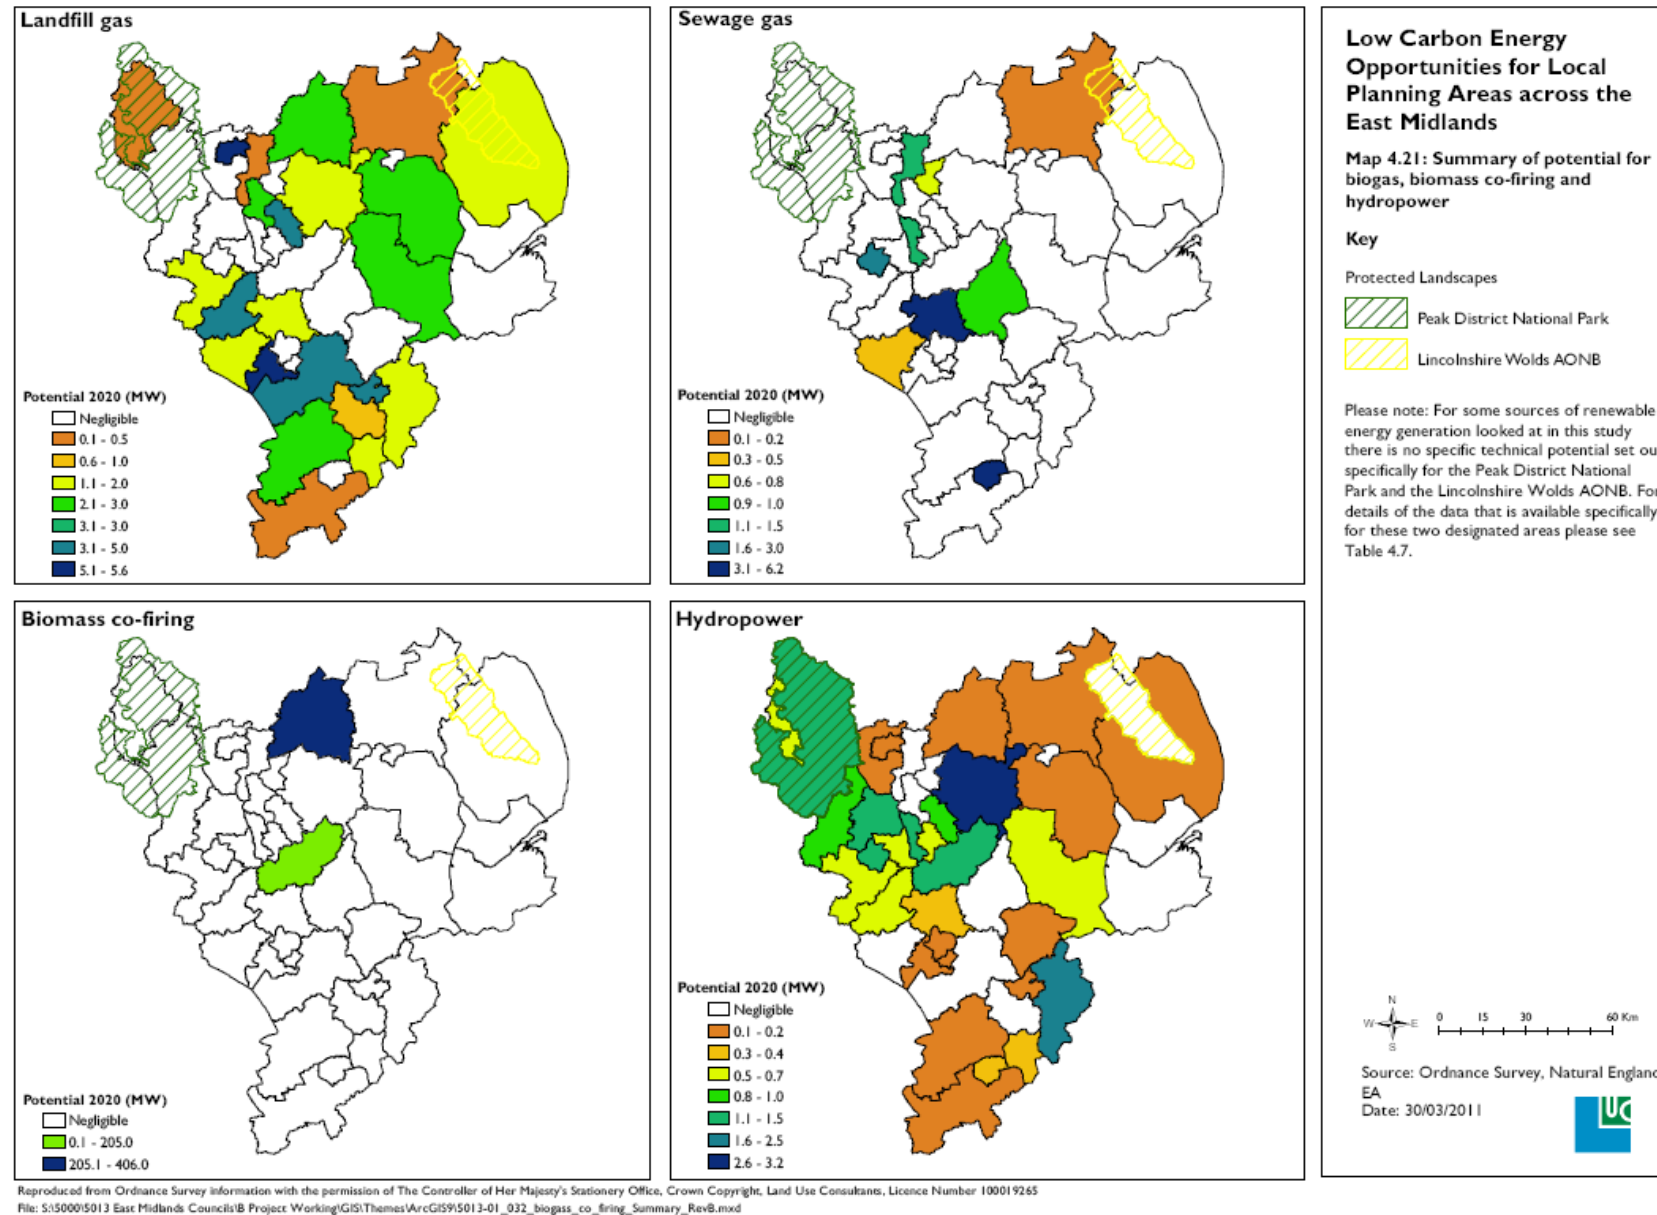 Landfill gas
Potential 2020 (MW)
Negligible
0.1 - 0.5
0.6 - 1.0
1.1 - 2.0
2.1 - 3.0
3.1 - 3.0
3.1 - 5.0
5.1 - 5.6
Sewage gas
Potential 2020 (MW)
Negligible
0.1 - 0.2
0.3 - 0.5
0.6 - 0.8
0.9 - 1.0
1.1 - 1.5
1.6 - 3.0
3.1 - 6.2
Biomass co-firing
Potential 2020 (MW)
Negligible
0.1 - 205.0
205.1 - 406.0
Hydropower
Potential 2020 (MW)
Negligible
0.1 - 0.2
0.3 - 0.4
0.5 - 0.7
0.8 - 1.0
1.1 - 1.5
1.6 - 2.5
2.6 - 3.2
Low Carbon Energy
Opportunities for Local
Planning Areas across the
East Midlands
Map 4.21: Summary of potential for
biogas, biomass co-firing and
hydropower
Key
Protected Landscapes
Peak District National Park
Lincolnshire Wolds AONB
Please note: For some sources of renewable
energy generation looked at in this study
there is no specific technical potential set ou
specifically for the Peak District National
Park and the Lincolnshire Wolds AONB. For
details of the data that is available specifically
for these two designated areas please see
Table 4.7.
N
W E
S
0 15 30 60 Km
Source: Ordnance Survey, Natural England
EA
Date: 30/03/2011
LUC
Reproduced from Ordnance Survey information with the permission of The Controller of Her Majesty's Stationery Office, Crown Copyright, Land Use Consultants, Licence Number 100019265
File: S:\5000\5013 East Midlands Councils\B Project Working\GIS\Themes\ArcGIS9\5013-01_032_biogass_co_firing_Summary_RevB.mxd